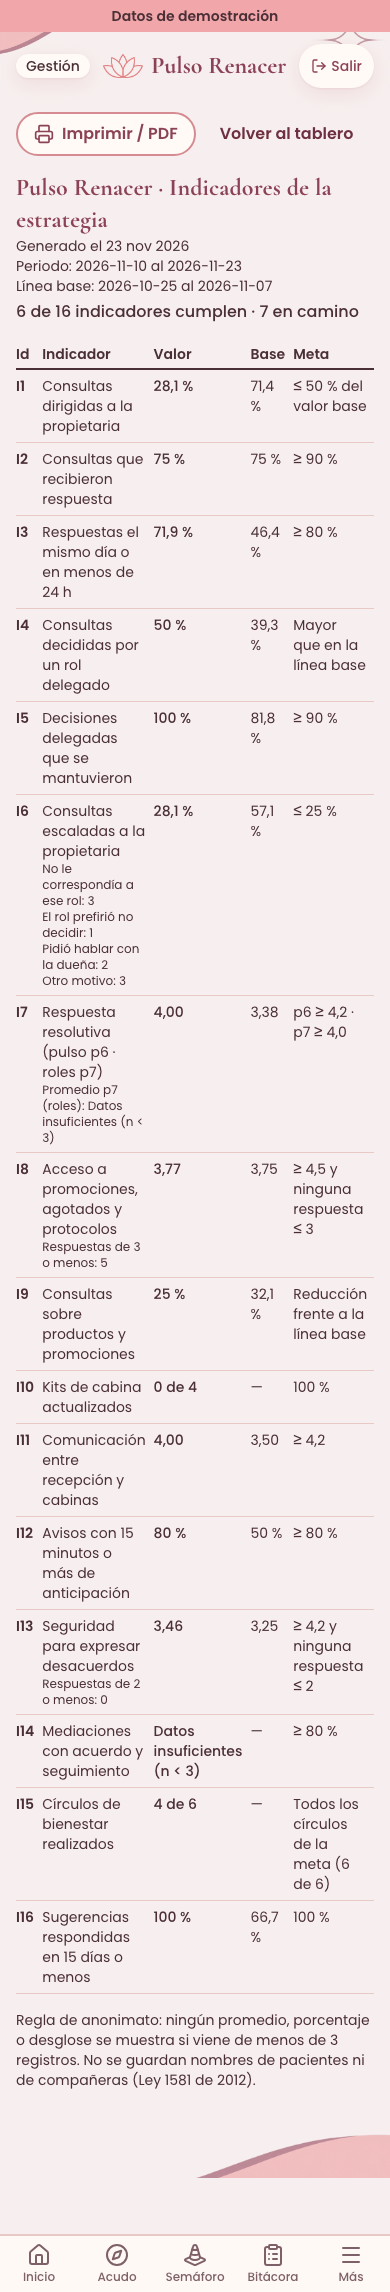 Datos de demostración
Gestión
Pulso Renacer
Salir
Imprimir / PDF
Volver al tablero
Pulso Renacer · Indicadores de la
estrategia
Generado el 23 nov 2026
Periodo: 2026-11-10 al 2026-11-23
Línea base: 2026-10-25 al 2026-11-07
6 de 16 indicadores cumplen · 7 en camino
Id Indicador Valor Base Meta
I1 Consultas 28,1 % 71,4 ≤ 50 % del
dirigidas a la % valor base
propietaria
I2 Consultas que 75 % 75 % ≥ 90 %
recibieron
respuesta
I3 Respuestas el 71,9 % 46,4 ≥ 80 %
mismo día o %
en menos de
24 h
I4 Consultas 50 % 39,3 Mayor
decididas por % que en la
un rol línea base
delegado
I5 Decisiones 100 % 81,8 ≥ 90 %
delegadas %
que se
mantuvieron
I6 Consultas 28,1 % 57,1 ≤ 25 %
escaladas a la %
propietaria
No le
correspondía a
ese rol: 3
El rol prefirió no
decidir: 1
Pidió hablar con
la dueña: 2
Otro motivo: 3
I7 Respuesta 4,00 3,38 p6 ≥ 4,2 ·
resolutiva p7 ≥ 4,0
(pulso p6 ·
roles p7)
Promedio p7
(roles): Datos
insuficientes (n <
3)
I8 Acceso a 3,77 3,75 ≥ 4,5 y
promociones, ninguna
agotados y respuesta
protocolos ≤ 3
Respuestas de 3
o menos: 5
I9 Consultas 25 % 32,1 Reducción
sobre % frente a la
productos y línea base
promociones
I10 Kits de cabina 0 de 4 — 100 %
actualizados
I11 Comunicación 4,00 3,50 ≥ 4,2
entre
recepción y
cabinas
I12 Avisos con 15 80 % 50 % ≥ 80 %
minutos o
más de
anticipación
I13 Seguridad 3,46 3,25 ≥ 4,2 y
para expresar ninguna
desacuerdos respuesta
Respuestas de 2 ≤ 2
o menos: 0
I14 Mediaciones Datos — ≥ 80 %
con acuerdo y insuficientes
seguimiento (n < 3)
I15 Círculos de 4 de 6 — Todos los
bienestar círculos
realizados de la
meta (6
de 6)
I16 Sugerencias 100 % 66,7 100 %
respondidas %
en 15 días o
menos
Regla de anonimato: ningún promedio, porcentaje
o desglose se muestra si viene de menos de 3
registros. No se guardan nombres de pacientes ni
de compañeras (Ley 1581 de 2012).
Inicio
Acudo
Semáforo
Bitácora
Más